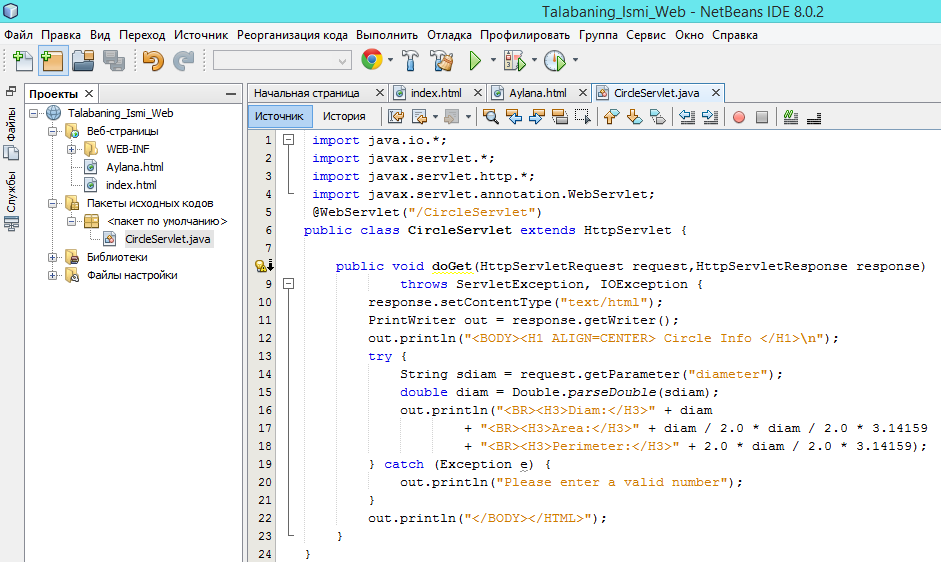 Talabaning_Ismi_Web - NetBeans IDE 8.0.2
Файл Правка Вид Переход Источник Реорганизация кода Выполнить Отладка Профилировать Группа Сервис Окно Справка
Файлы
Службы
Проекты
Talabaning_Ismi_Web
Веб-страницы
WEB-INF
Aylana.html
index.html
Пакеты исходных кодов
<пакет по умолчанию>
CircleServlet.java
Библиотеки
Файлы настройки
Начальная страница index.html Aylana.html CircleServlet.java
Источник История
1 import java.io.*;
2 import javax.servlet.*;
3 import javax.servlet.http.*;
4 import javax.servlet.annotation.WebServlet;
5 @WebServlet("/CircleServlet")
6 public class CircleServlet extends HttpServlet {
7
public void doGet(HttpServletRequest request,HttpServletResponse response)
9 throws ServletException, IOException {
10 response.setContentType("text/html");
11 PrintWriter out = response.getWriter();
12 out.println("<BODY><H1 ALIGN=CENTER> Circle Info </H1>\n");
13 try {
14 String sdiam = request.getParameter("diameter");
15 double diam = Double.parseDouble(sdiam);
16 out.println("<BR><H3>Diam:</H3>" + diam
17 + "<BR><H3>Area:</H3>" + diam / 2.0 * diam / 2.0 * 3.14159
18 + "<BR><H3>Perimeter:</H3>" + 2.0 * diam / 2.0 * 3.14159);
19 } catch (Exception e) {
20 out.println("Please enter a valid number");
21 }
22 out.println("</BODY></HTML>");
23 }
24 }